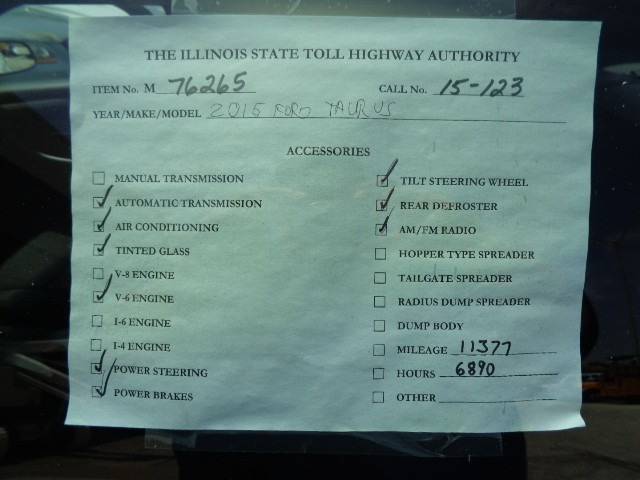 THE ILLINOIS STATE TOLL HIGHWAY AUTHORITY
ITEM No. M 76265 CALL No. 15-123
YEAR/MAKE/MODEL 2015 FORD TAURUS
ACCESSORIES
MANUAL TRANSMISSION
AUTOMATIC TRANSMISSION
AIR CONDITIONING
TINTED GLASS
V-8 ENGINE
V-6 ENGINE
I-6 ENGINE
I-4 ENGINE
POWER STEERING
POWER BRAKES
TILT STEERING WHEEL
REAR DEFROSTER
AM/FM RADIO
HOPPER TYPE SPREADER
TAILGATE SPREADER
RADIUS DUMP SPREADER
DUMP BODY
MILEAGE 11377
HOURS 6890
OTHER